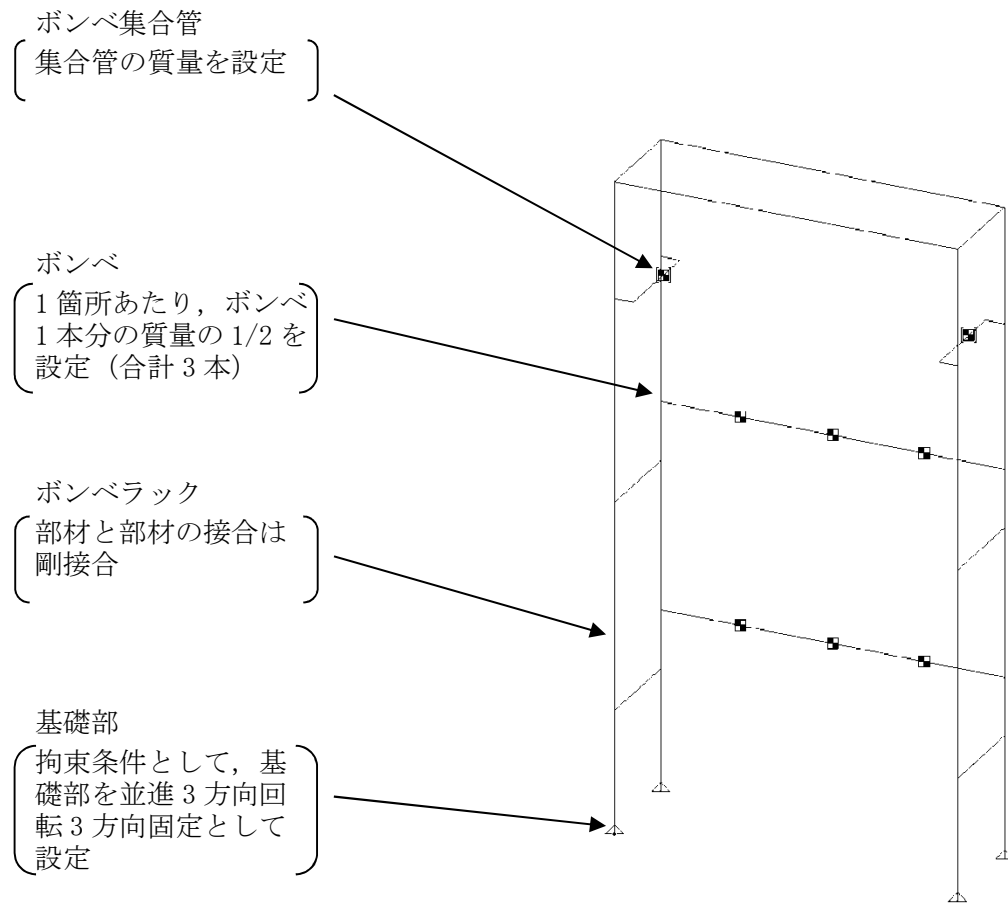 ボンベ集合管
集合管の質量を設定
ボンベ
1箇所あたり，ボンベ
1本分の質量の1/2を
設定（合計3本）
ボンベラック
部材と部材の接合は
剛接合
基礎部
拘束条件として，基
礎部を並進3方向回
転3方向固定として
設定